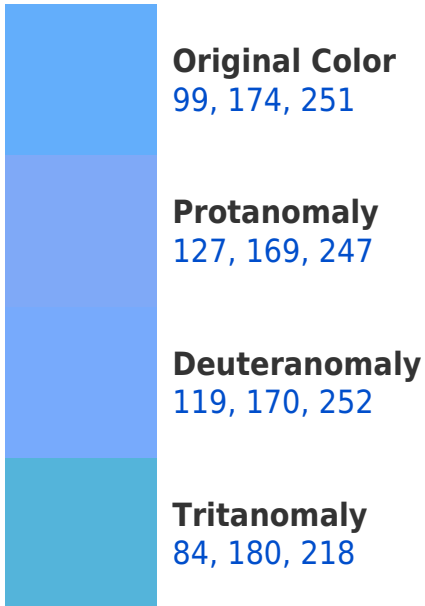 Original Color
99, 174, 251
Protanomaly
127, 169, 247
Deuteranomaly
119, 170, 252
Tritanomaly
84, 180, 218